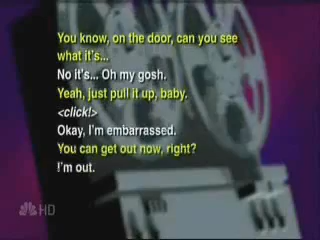 You know, on the door, can you see
what it's...
No it's... Oh my gosh.
Yeah, just pull it up, baby.
<click!>
Okay, I'm embarrassed.
You can get out now, right?
I'm out.
HD